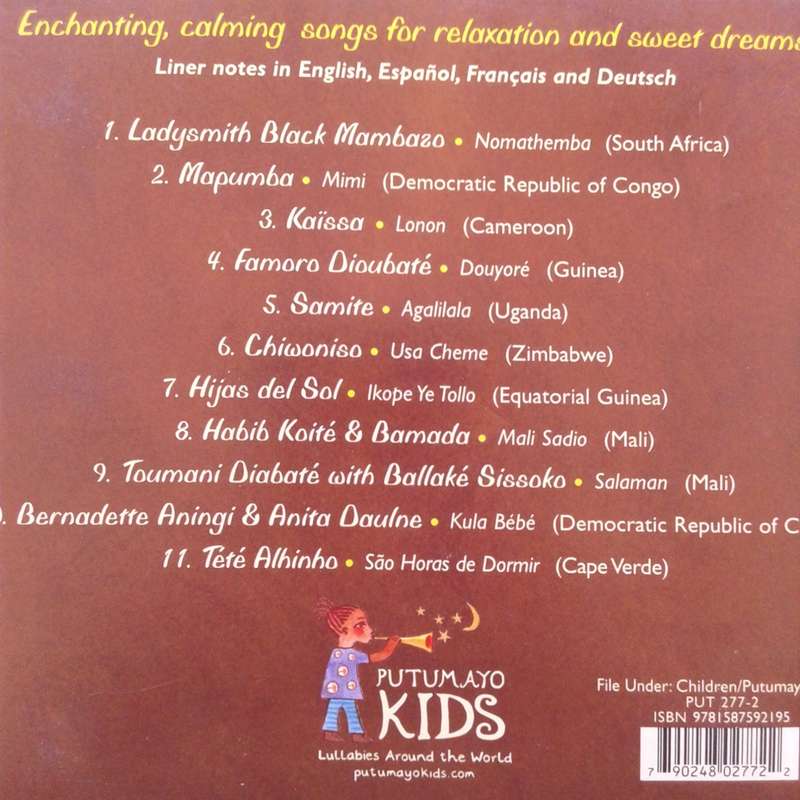 Enchanting, calming songs for relaxation and sweet dreams
Liner notes in English, Español, Français and Deutsch
1. Ladysmith Black Mambazo • Nomathemba (South Africa)
2. Mapumba • Mimi (Democratic Republic of Congo)
3. Kaïssa • Lonon (Cameroon)
4. Famoro Dioubaté • Douyoré (Guinea)
5. Samite • Agalilala (Uganda)
6. Chiwoniso • Usa Cheme (Zimbabwe)
7. Hijas del Sol • Ikope Ye Tollo (Equatorial Guinea)
8. Habib Koité & Bamada • Mali Sadio (Mali)
9. Toumani Diabaté with Ballaké Sissoko • Salaman (Mali)
. Bernadette Aningi & Anita Daulne • Kula Bébé (Democratic Republic of C
11. Tété Alhinho • São Horas de Dormir (Cape Verde)
PUTUMAYO
KIDS
Lullabies Around the World
putumayokids.com
File Under: Children/Putumay
PUT 277-2
ISBN 9781587592195
7 90248 02772 2